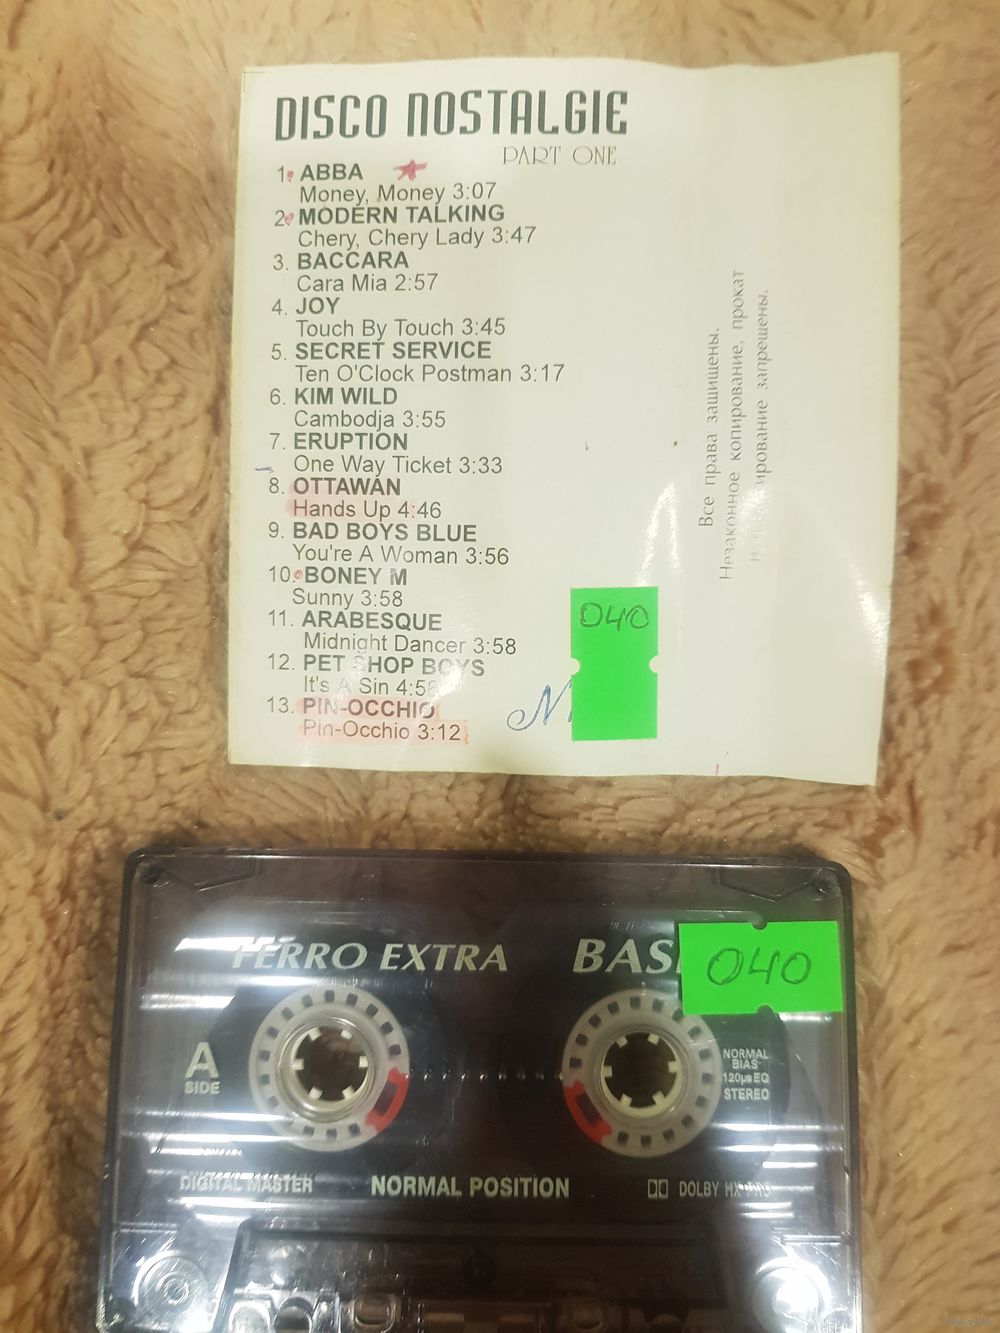 DISCO NOSTALGIE
PART ONE
1. ABBA
Money, Money 3:07
2. MODERN TALKING
Chery, Chery Lady 3:47
3. BACCARA
Cara Mia 2:57
4. JOY
Touch By Touch 3:45
5. SECRET SERVICE
Ten O'Clock Postman 3:17
6. KIM WILD
Cambodja 3:55
7. ERUPTION
One Way Ticket 3:33
8. OTTAWAN
Hands Up 4:46
9. BAD BOYS BLUE
You're A Woman 3:56
10. BONEY M
Sunny 3:58
11. ARABESQUE
Midnight Dancer 3:58
12. PET SHOP BOYS
It's A Sin
13. PIN-OCCHIO
Pin-Occhio 3:12
Все права защищены.
Незаконное копирование, прокат
запрещены.
040
FERRO EXTRA
BAS
040
A
SIDE
NORMAL
BIAS
120µs EQ
STEREO
DIGITAL MASTER
NORMAL POSITION
DOLBY HX PRO